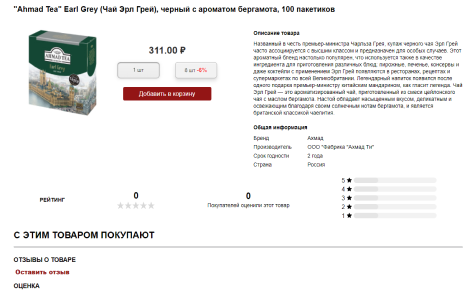 "Ahmad Tea" Earl Grey (Чай Эрл Грей), черный с ароматом бергамота, 100 пакетиков
AHMAD TEA
311.00 ₽
1 шт
6 шт -6%
Добавить в корзину
Описание товара
Названный в честь премьер-министра Чарльза Грея, купаж черного чая Эрл Грей
часто ассоциируется с высшим классом и предназначен для особых случаев. Этот
ароматный бленд настолько популярен, что используется также в качестве
ингредиента для приготовления различных блюд: пирожные, печенье, консервы и
даже коктейли с применением Эрл Грей появляются в ресторанах, рецептах и
супермаркетах по всей Великобритании. Легендарный напиток появился после
одного подарка премьер-министру китайским мандарином, как гласит легенда. Чай
Эрл Грей — это ароматизированный чай, приготовленный из смеси цейлонского
чая с маслом бергамота. Настой обладает насыщенным вкусом, деликатным и
освежающим благодаря своим солнечным нотам бергамота, и является
британской классикой чаепития.
Общая информация
Бренд Ахмад
Производитель ООО "Фабрика "Ахмад Ти"
Срок годности 2 года
Страна Россия
РЕЙТИНГ
0
0
Покупателей оценили этот товар
5
4
3
2
1
С ЭТИМ ТОВАРОМ ПОКУПАЮТ
ОТЗЫВЫ О ТОВАРЕ
Оставить отзыв
ОЦЕНКА